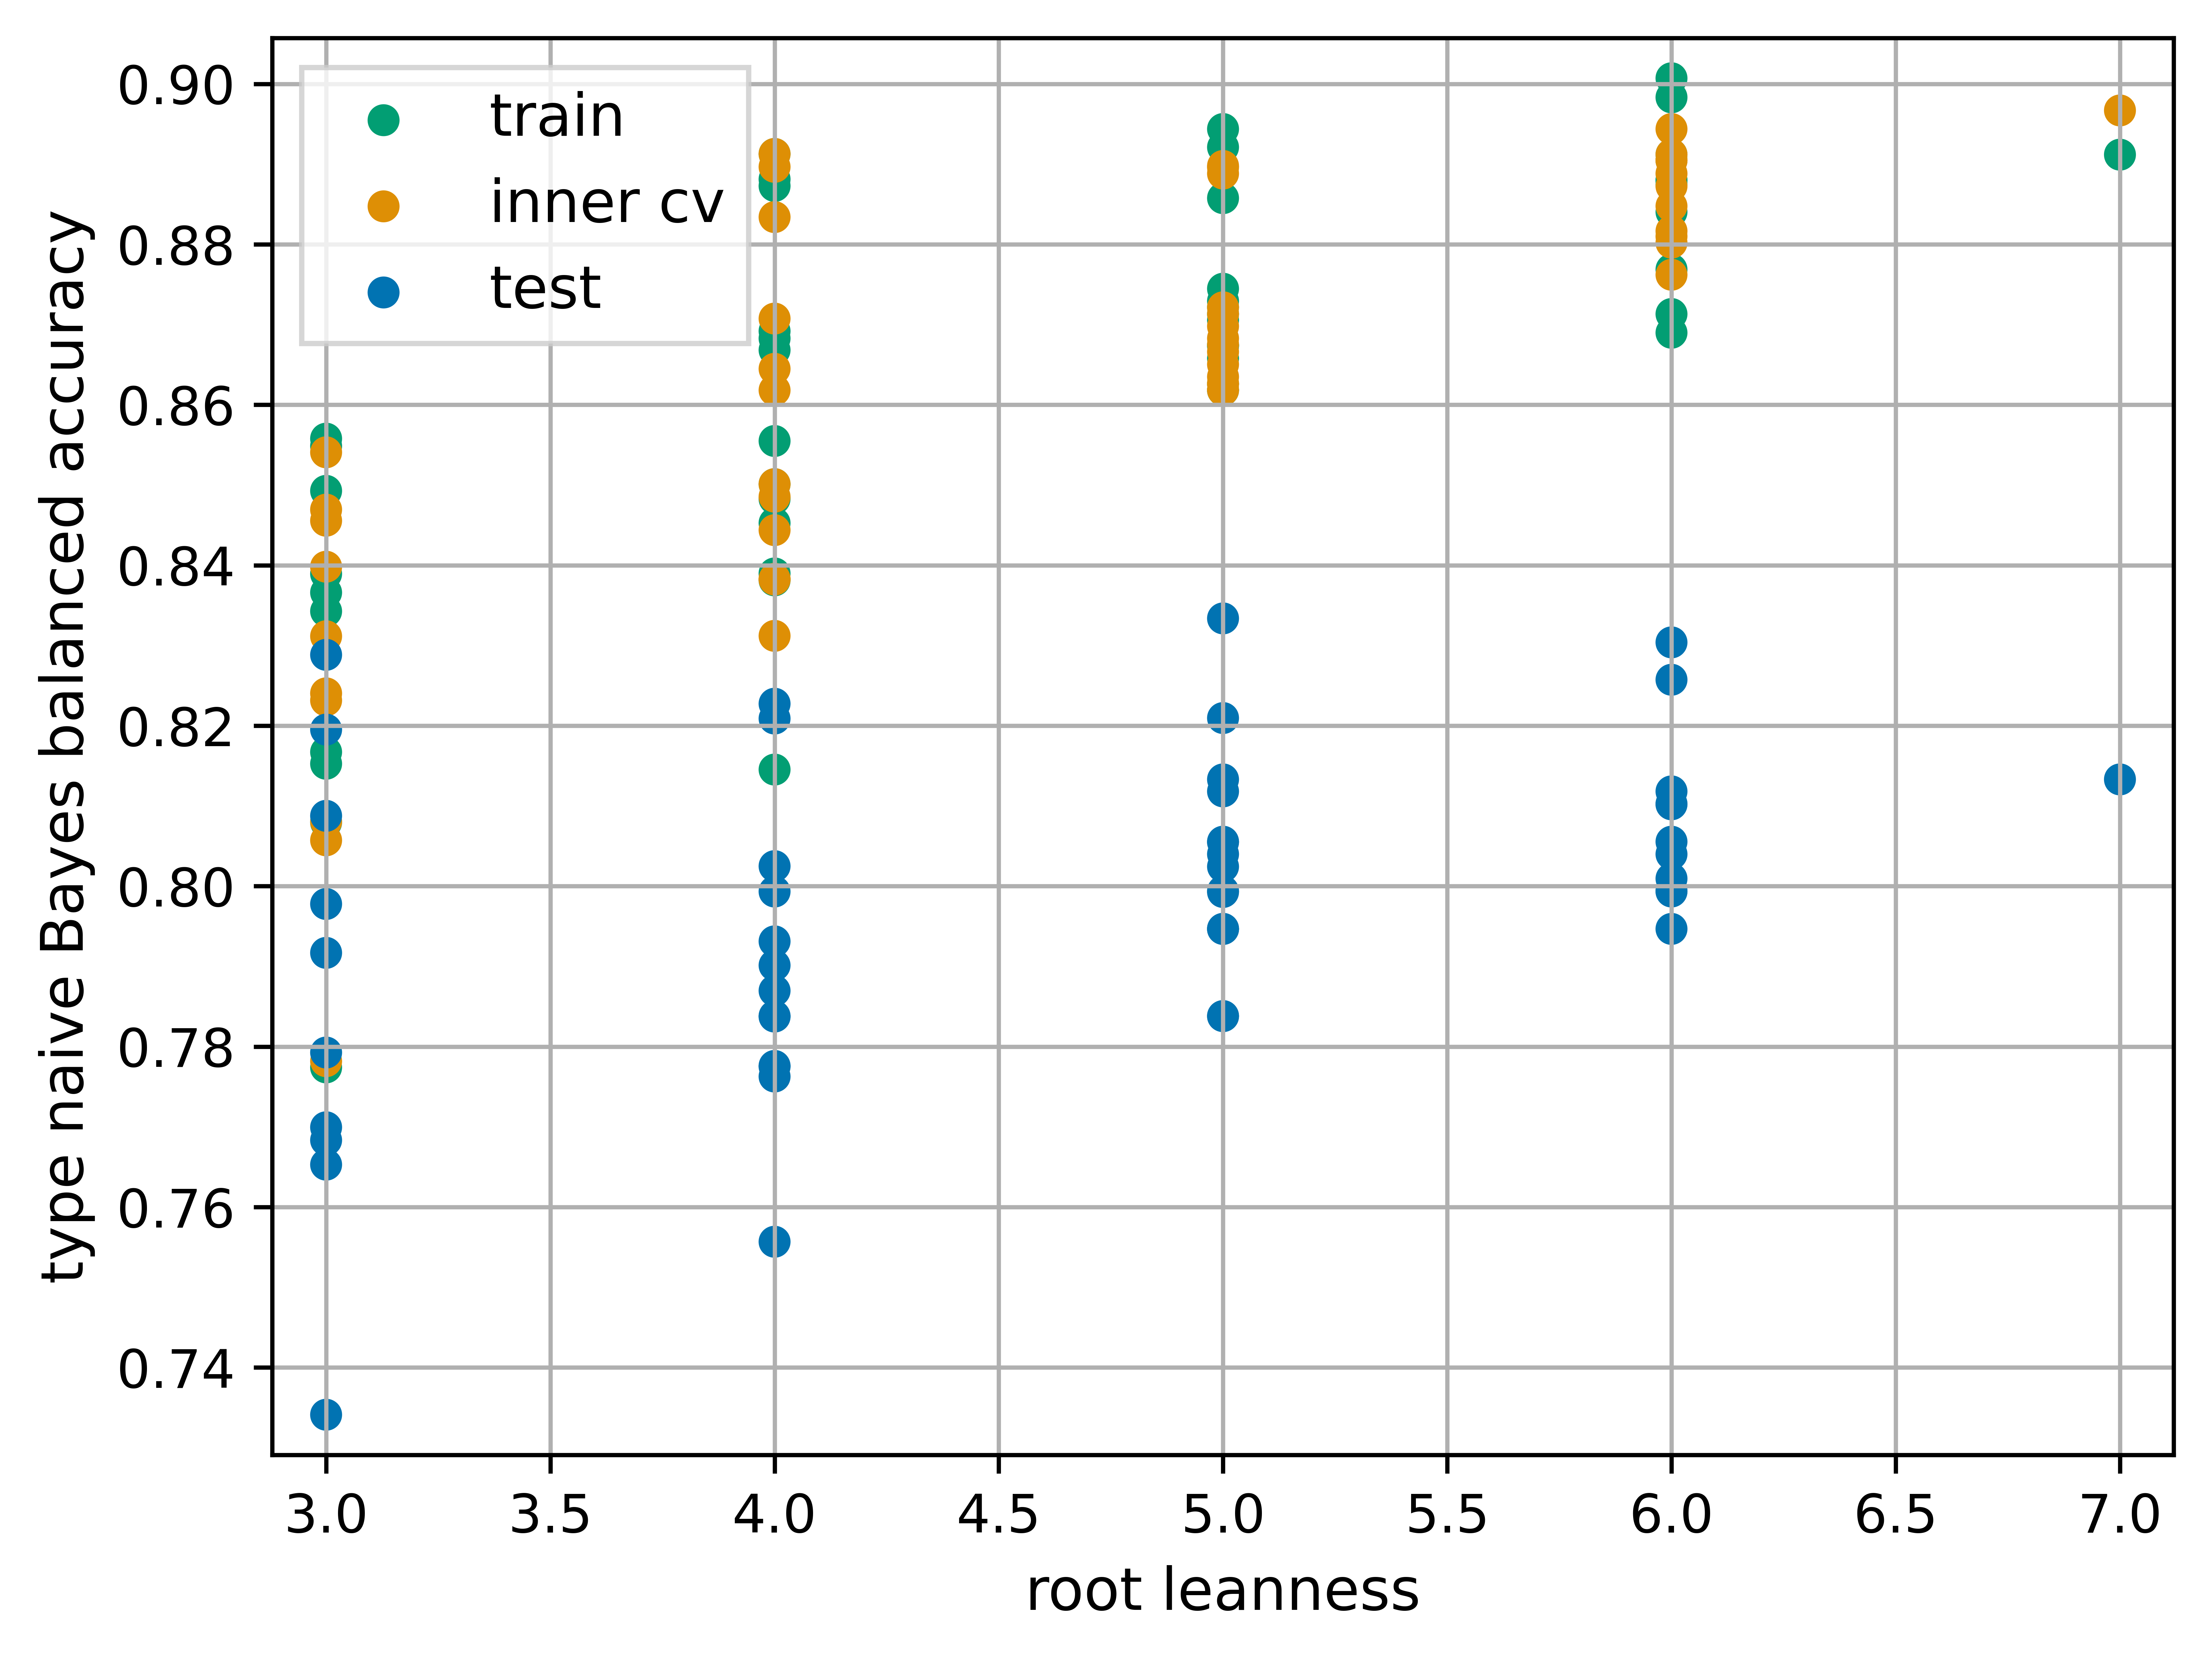 train
inner cv
test
type naive Bayes balanced accuracy
0.90
0.88
0.86
0.84
0.82
0.80
0.78
0.76
0.74
3.0 3.5 4.0 4.5 5.0 5.5 6.0 6.5 7.0
root leanness